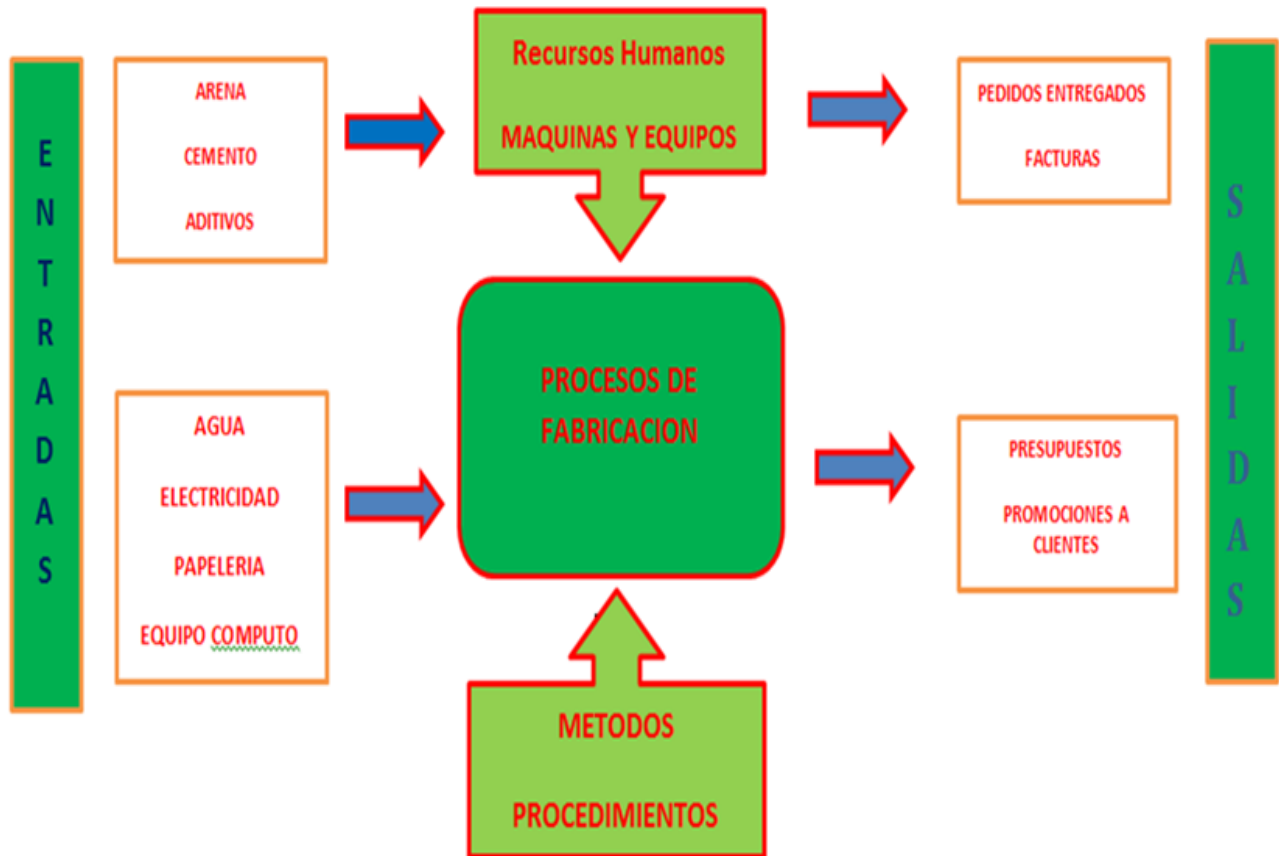 ENTRADAS
ARENA
CEMENTO
ADITIVOS
AGUA
ELECTRICIDAD
PAPELERIA
EQUIPO COMPUTO
Recursos Humanos
MAQUINAS Y EQUIPOS
PROCESOS DE
FABRICACION
METODOS
PROCEDIMIENTOS
PEDIDOS ENTREGADOS
FACTURAS
PRESUPUESTOS
PROMOCIONES A
CLIENTES
SALIDAS